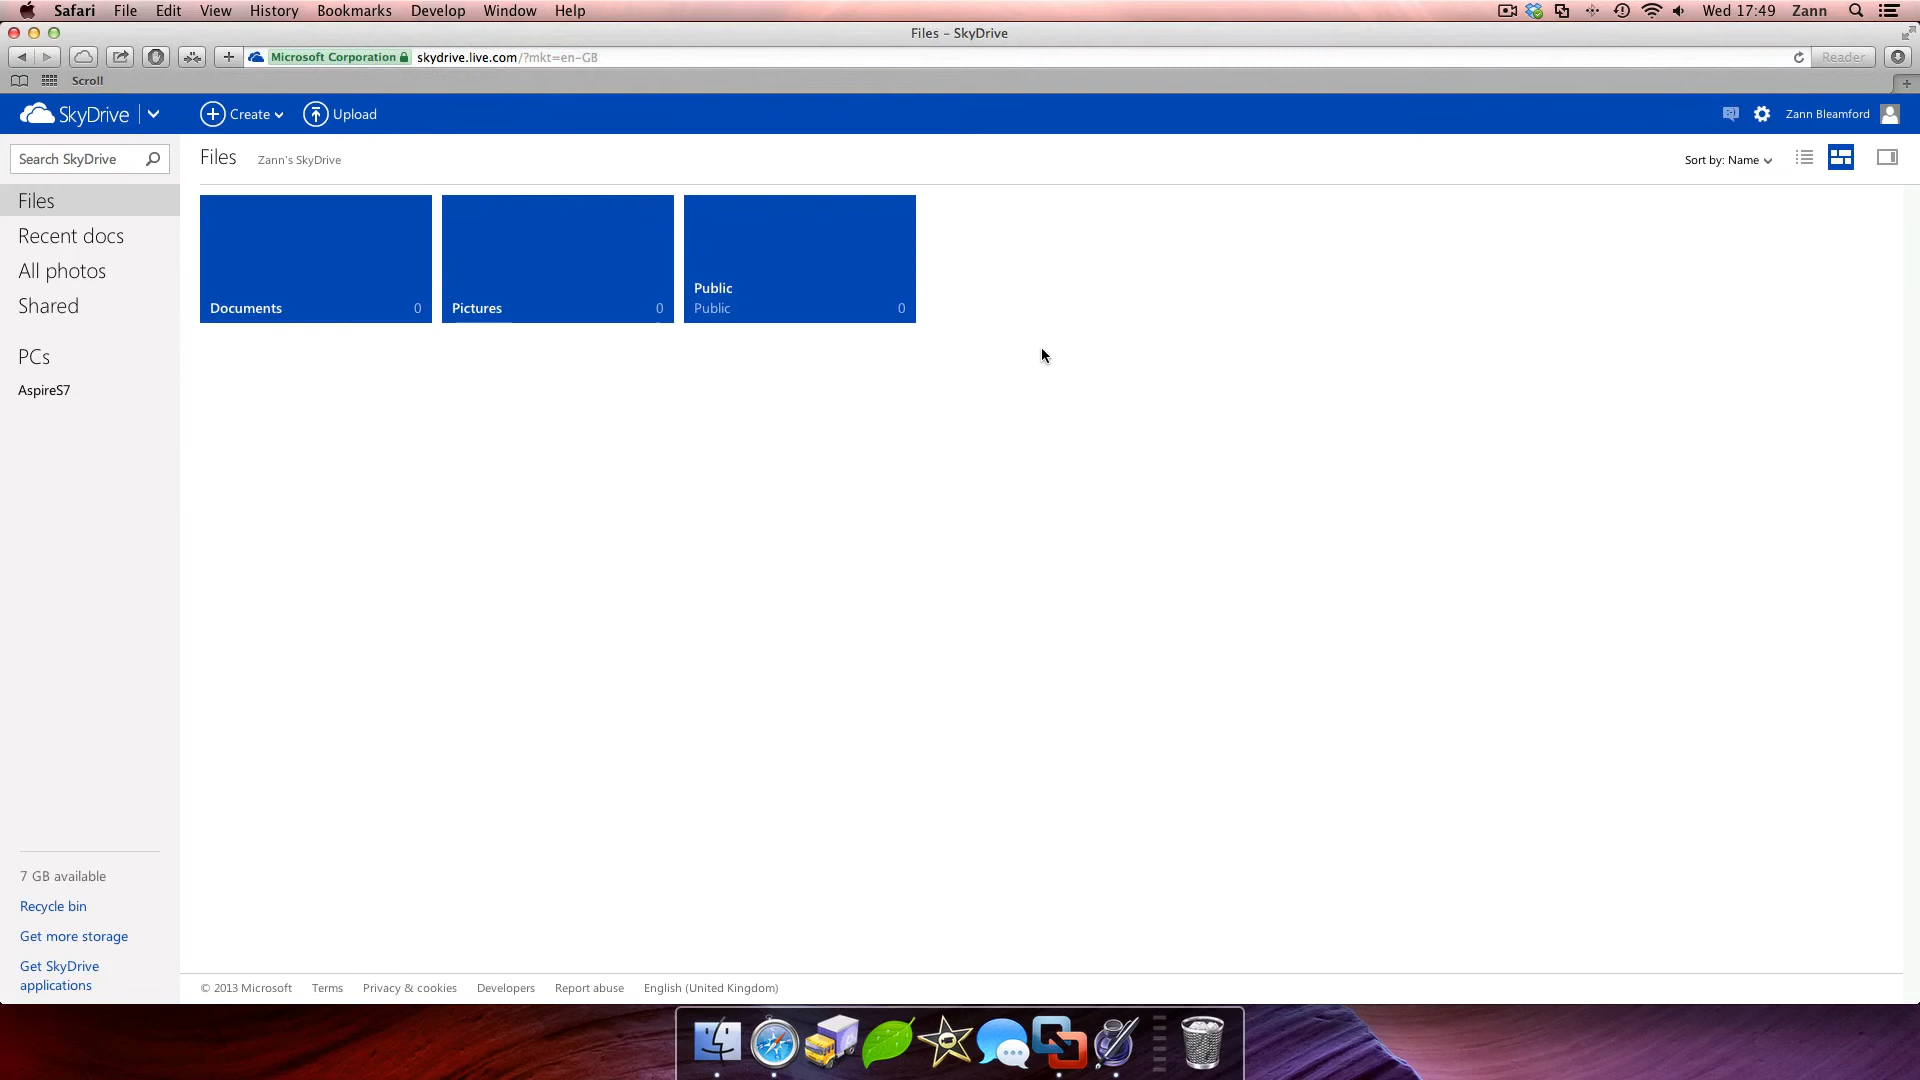 Safari File Edit View History Bookmarks Develop Window Help Wed 17:49 Zann
Files - SkyDrive
Microsoft Corporation skydrive.live.com/?mkt=en-GB Reader
Scroll
SkyDrive Create Upload Zann Bleamford
Search SkyDrive
Files Zann's SkyDrive Sort by: Name
Files
Recent docs
All photos
Shared
PCs
AspireS7
Documents 0
Pictures 0
Public
Public 0
7 GB available
Recycle bin
Get more storage
Get SkyDrive
applications
© 2013 Microsoft Terms Privacy & cookies Developers Report abuse English (United Kingdom)